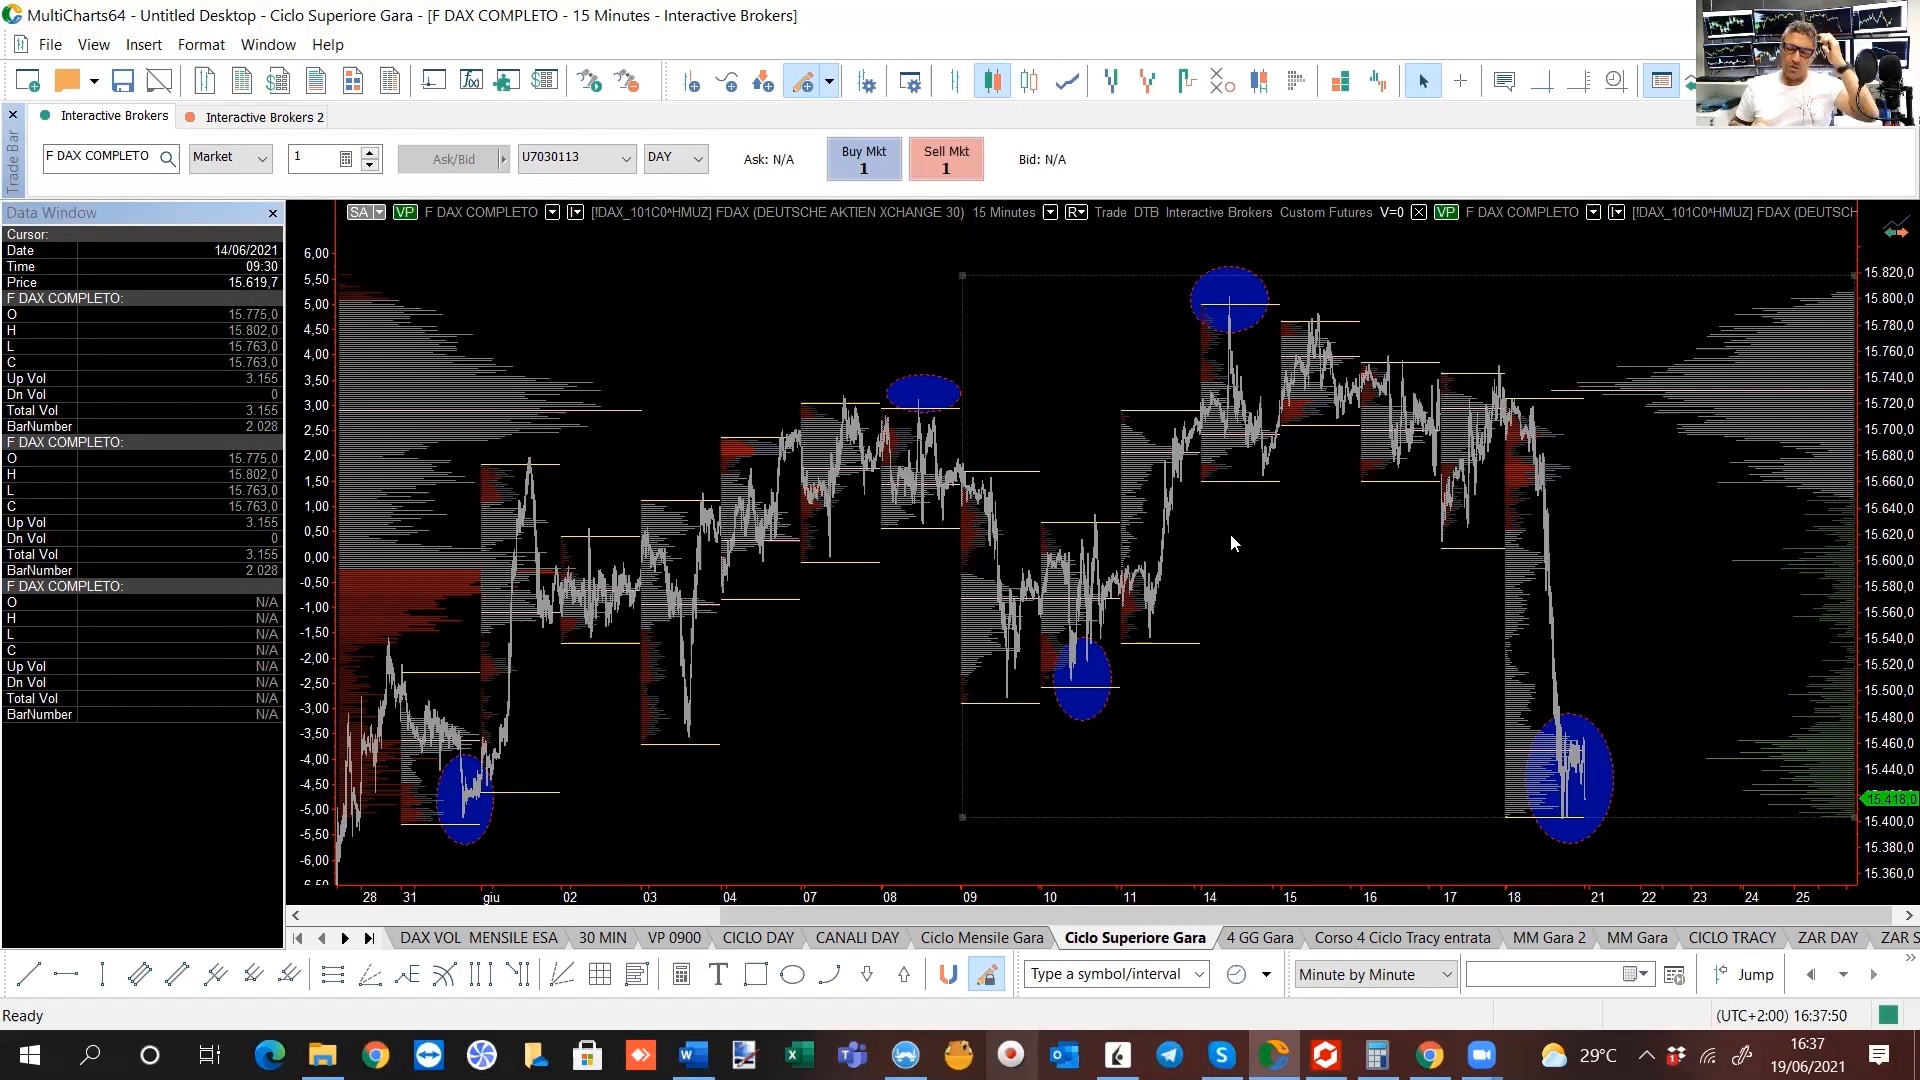 MultiCharts64 - Untitled Desktop - Ciclo Superiore Gara - [F DAX COMPLETO - 15 Minutes - Interactive Brokers]
File View Insert Format Window Help
Interactive Brokers Interactive Brokers 2
Trade Bar
F DAX COMPLETO Market 1 Ask/Bid U7030113 DAY Ask: N/A Buy Mkt 1 Sell Mkt 1 Bid: N/A
Data Window
SA VP F DAX COMPLETO [!DAX_101C0^HMUZ] FDAX (DEUTSCHE AKTIEN XCHANGE 30) 15 Minutes R Trade DTB Interactive Brokers Custom Futures V=0 VP F DAX COMPLETO [!DAX_101C0^HMUZ] FDAX (DEUTSCH
Cursor:
Date 14/06/2021
Time 09:30
Price 15.619,7
F DAX COMPLETO:
O 15.775,0
H 15.802,0
L 15.763,0
C 15.763,0
Up Vol 3.155
Dn Vol 0
Total Vol 3.155
BarNumber 2.028
F DAX COMPLETO:
O 15.775,0
H 15.802,0
L 15.763,0
C 15.763,0
Up Vol 3.155
Dn Vol 0
Total Vol 3.155
BarNumber 2.028
F DAX COMPLETO:
O N/A
H N/A
L N/A
C N/A
Up Vol N/A
Dn Vol N/A
Total Vol N/A
BarNumber N/A
6,00
5,50
5,00
4,50
4,00
3,50
3,00
2,50
2,00
1,50
1,00
0,50
0,00
-0,50
-1,00
-1,50
-2,00
-2,50
-3,00
-3,50
-4,00
-4,50
-5,00
-5,50
-6,00
15.820,0
15.800,0
15.780,0
15.760,0
15.740,0
15.720,0
15.700,0
15.680,0
15.660,0
15.640,0
15.620,0
15.600,0
15.580,0
15.560,0
15.540,0
15.520,0
15.500,0
15.480,0
15.460,0
15.440,0
15.418,0
15.400,0
15.380,0
15.360,0
28 31 giu 02 03 04 07 08 09 10 11 14 15 16 17 18 21 22 23 24 25
DAX VOL MENSILE ESA 30 MIN VP 0900 CICLO DAY CANALI DAY Ciclo Mensile Gara Ciclo Superiore Gara 4 GG Gara Corso 4 Ciclo Tracy entrata MM Gara 2 MM Gara CICLO TRACY ZAR DAY ZAR S
Type a symbol/interval Minute by Minute Jump
Ready (UTC+2:00) 16:37:50
29°C 16:37
19/06/2021